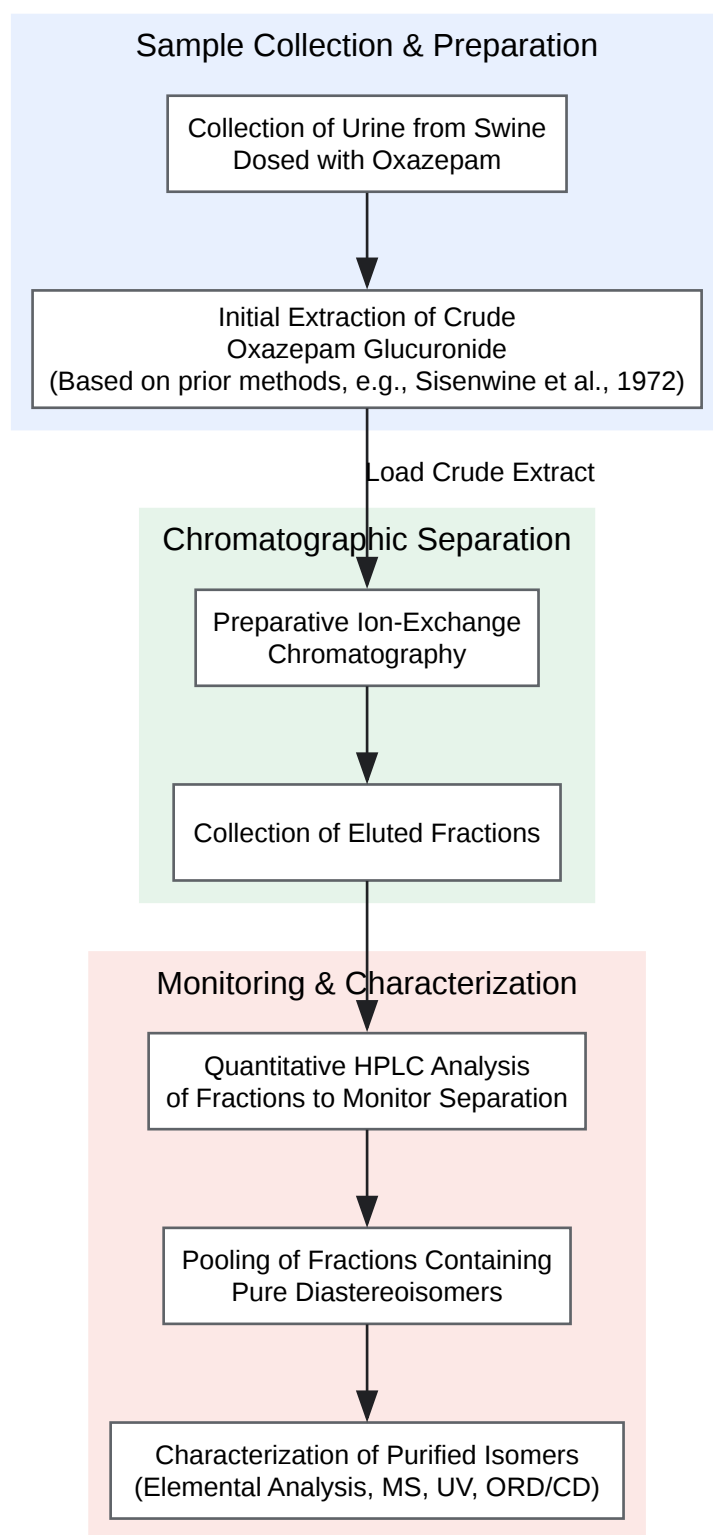 Sample Collection & Preparation
Collection of Urine from Swine
Dosed with Oxazepam
Initial Extraction of Crude
Oxazepam Glucuronide
(Based on prior methods, e.g., Sisenwine et al., 1972)
Load Crude Extract
Chromatographic Separation
Preparative Ion-Exchange
Chromatography
Collection of Eluted Fractions
Monitoring & Characterization
Quantitative HPLC Analysis
of Fractions to Monitor Separation
Pooling of Fractions Containing
Pure Diastereoisomers
Characterization of Purified Isomers
(Elemental Analysis, MS, UV, ORD/CD)